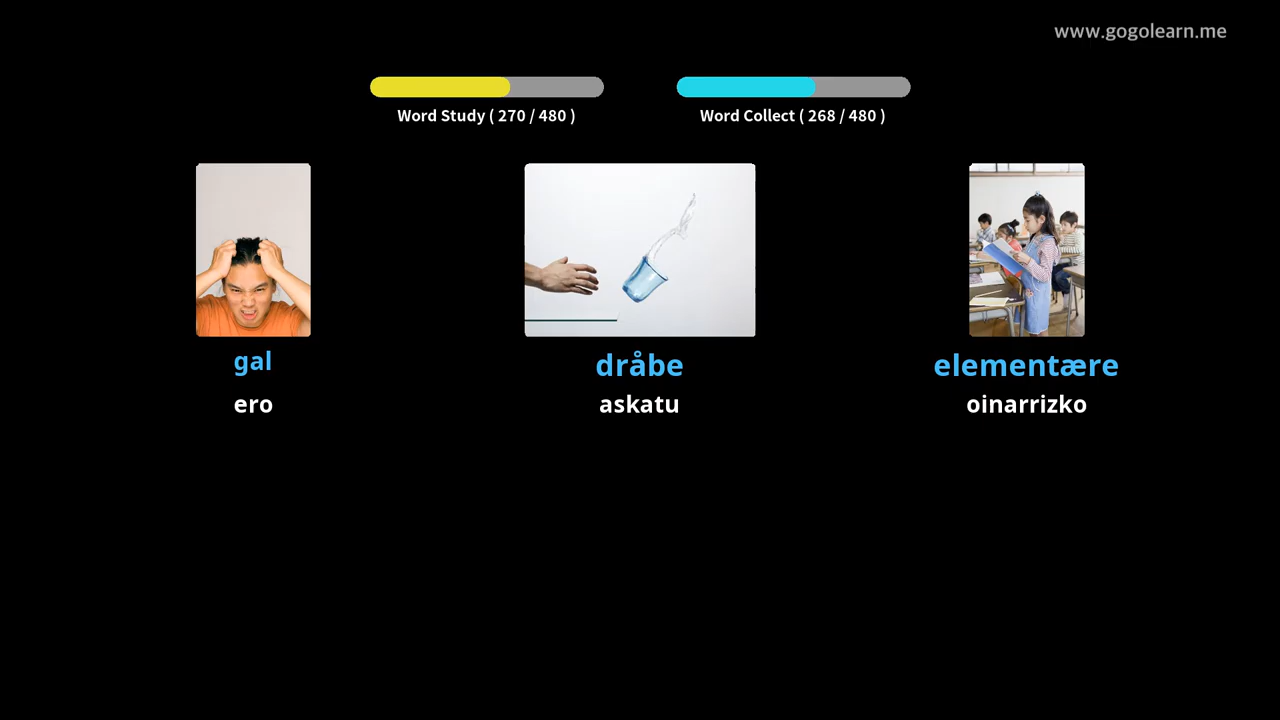 www.gogolearn.me
Word Study ( 270 / 480 )
Word Collect ( 268 / 480 )
gal
dråbe
elementære
ero
askatu
oinarrizko